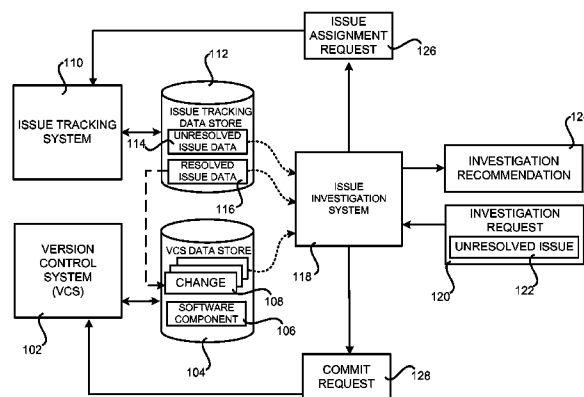 ISSUE
ASSIGNMENT
REQUEST
126
110
112
ISSUE TRACKING
SYSTEM
ISSUE TRACKING
DATA STORE
UNRESOLVED
ISSUE DATA
114
RESOLVED
ISSUE DATA
116
ISSUE
INVESTIGATION
SYSTEM
118
INVESTIGATION
RECOMMENDATION
INVESTIGATION
REQUEST
UNRESOLVED ISSUE
120
122
VERSION
CONTROL
SYSTEM
(VCS)
102
VCS DATA STORE
CHANGE
108
SOFTWARE
COMPONENT
106
104
COMMIT
REQUEST
128